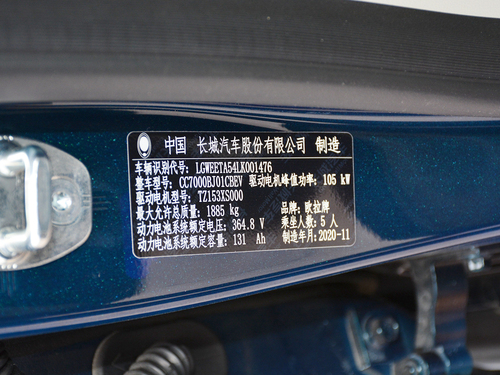 中国 长城汽车股份有限公司 制造
车辆识别代号: LGWEETA54LK001476
整车型号: CC7000BJ01CBEV 驱动电机峰值功率: 105 kW
驱动电机型号: TZ153XS000
最大允许总质量: 1885 kg 品牌: 欧拉牌
动力电池系统额定电压: 364.8 V 乘坐人数: 5 人
动力电池系统额定容量: 131 Ah 制造年月: 2020-11